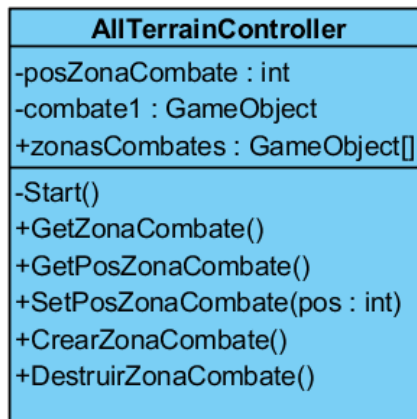 AllTerrainController
-posZonaCombate : int
-combate1 : GameObject
+zonasCombates : GameObject[]
-Start()
+GetZonaCombate()
+GetPosZonaCombate()
+SetPosZonaCombate(pos : int)
+CrearZonaCombate()
+DestruirZonaCombate()